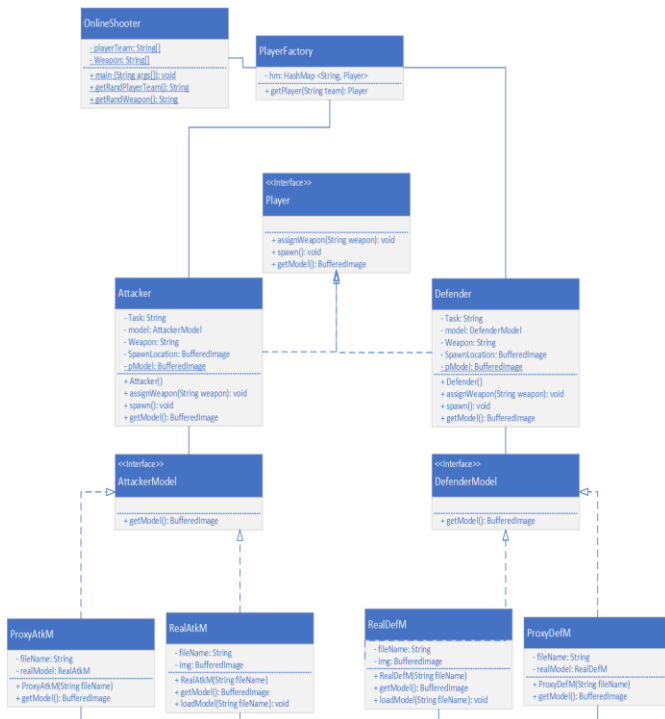 OnlineShooter
- playerTeam: String[]
- Weapon: String[]
+ main (String args[]): void
+ getRandPlayerTeam(): String
+ getRandWeapon(): String
PlayerFactory
- hm: HashMap <String, Player>
+ getPlayer(String team): Player
<<Interface>>
Player
+ assignWeapon(String weapon): void
+ spawn(): void
+ getModel(): BufferedImage
Attacker
- Task: String
- model: AttackerModel
- Weapon: String
- SpawnLocation: BufferedImage
- pModel: BufferedImage
+ Attacker()
+ assignWeapon(String weapon): void
+ spawn(): void
+ getModel(): BufferedImage
Defender
- Task: String
- model: DefenderModel
- Weapon: String
- SpawnLocation: BufferedImage
- pModel: BufferedImage
+ Defender()
+ assignWeapon(String weapon): void
+ spawn(): void
+ getModel(): BufferedImage
<<Interface>>
AttackerModel
+ getModel(): BufferedImage
<<Interface>>
DefenderModel
+ getModel(): BufferedImage
ProxyAtkM
- fileName: String
- realModel: RealAtkM
+ ProxyAtkM(String fileName)
+ getModel(): BufferedImage
RealAtkM
- fileName: String
- img: BufferedImage
+ RealAtkM(String fileName)
+ getModel(): BufferedImage
+ loadModel(String fileName): void
RealDefM
- fileName: String
- img: BufferedImage
+ RealDefM(String fileName)
+ getModel(): BufferedImage
+ loadModel(String fileName): void
ProxyDefM
- fileName: String
- realModel: RealDefM
+ ProxyDefM(String fileName)
+ getModel(): BufferedImage